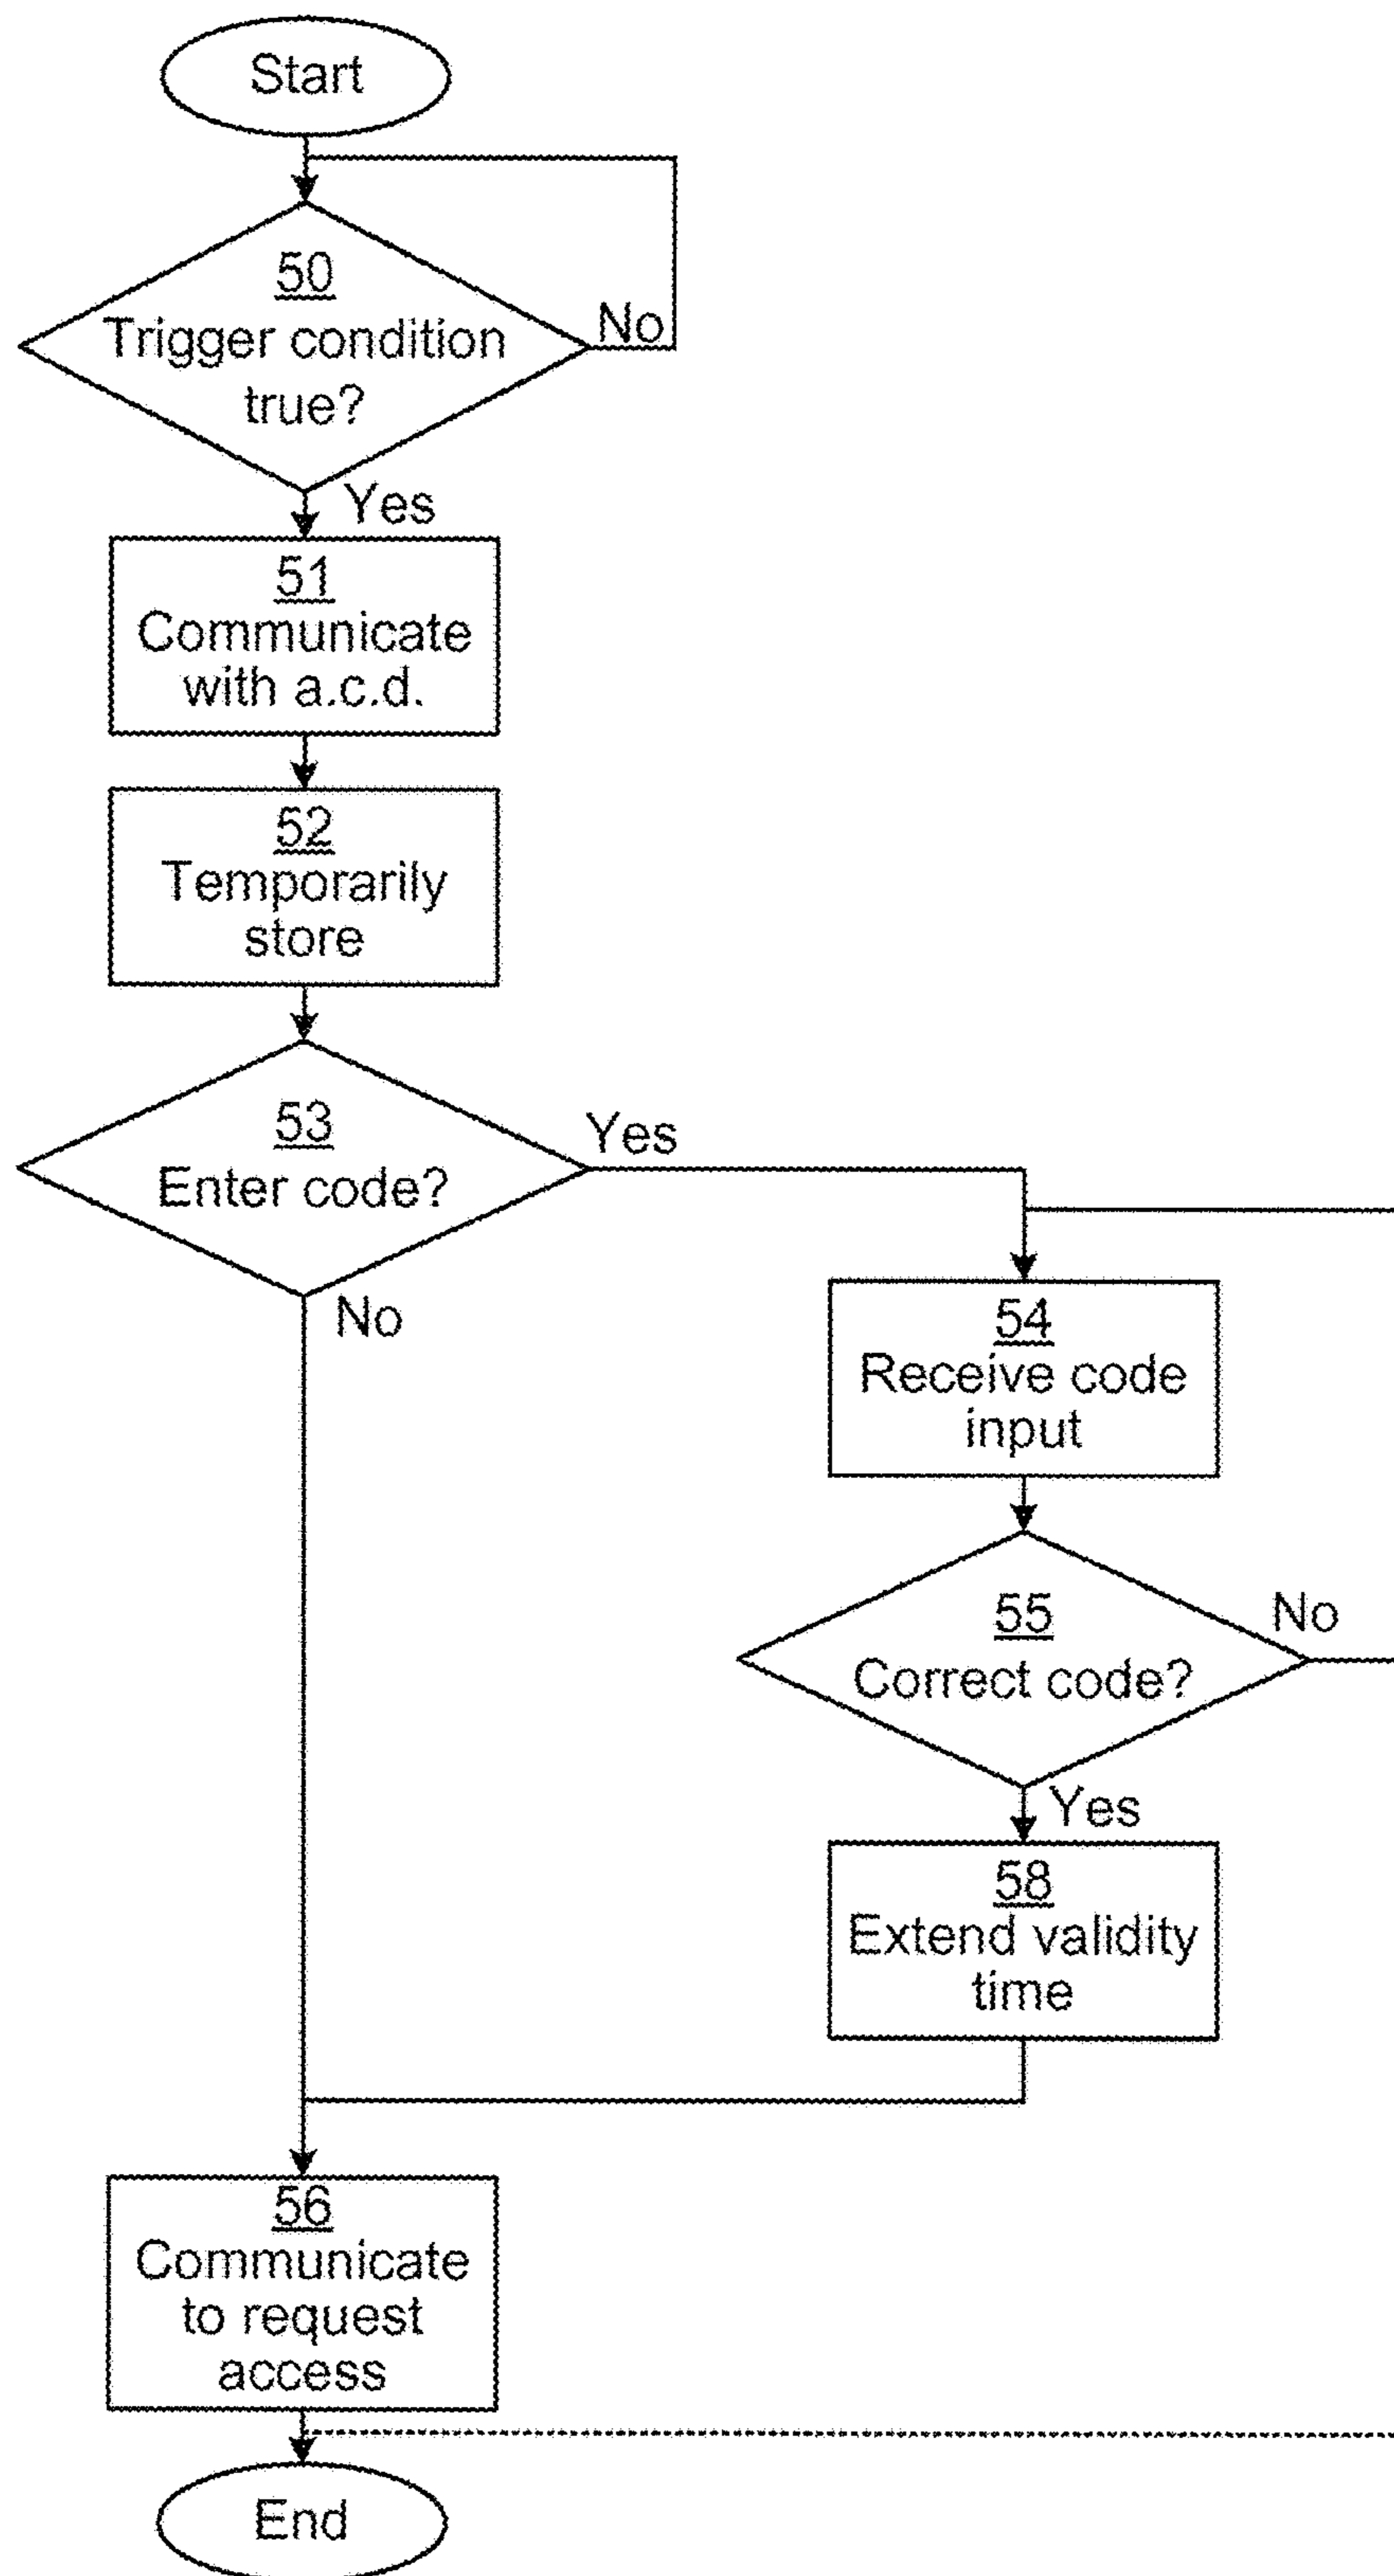 Start
50
Trigger condition
true?
No
Yes
51
Communicate
with a.c.d.
52
Temporarily
store
53
Enter code?
Yes
No
54
Receive code
input
55
Correct code?
No
Yes
58
Extend validity
time
56
Communicate
to request
access
End